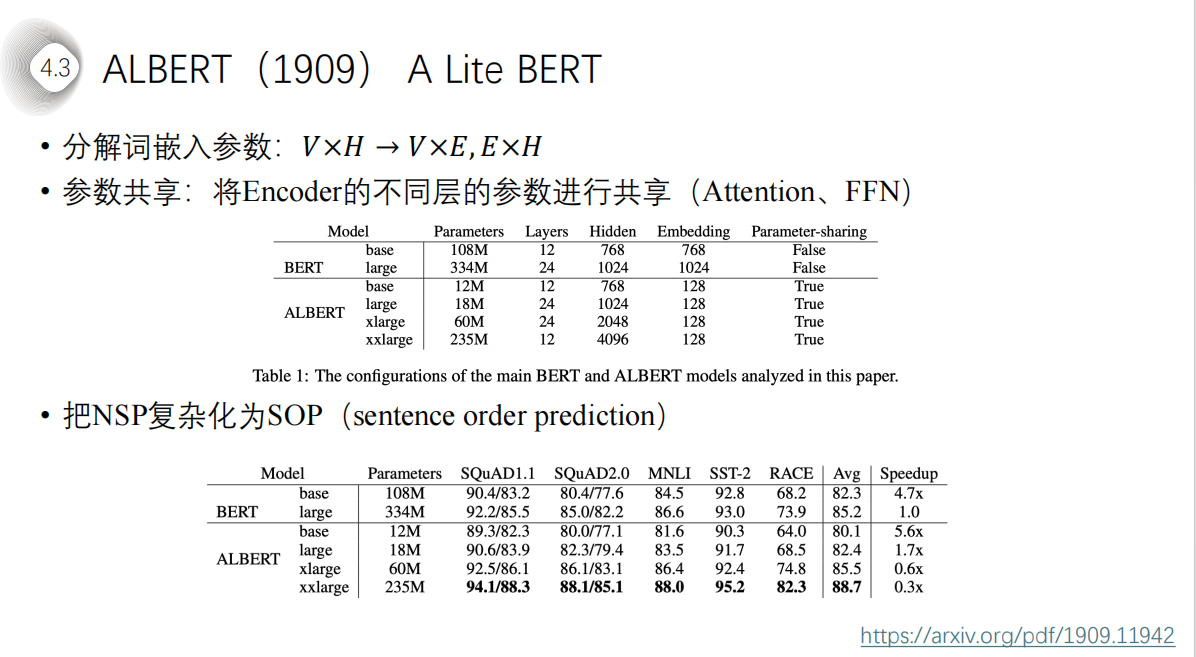 4.3 ALBERT（1909） A Lite BERT
• 分解词嵌入参数：V×H → V×E, E×H
• 参数共享：将Encoder的不同层的参数进行共享（Attention、FFN）
Model Parameters Layers Hidden Embedding Parameter-sharing
base 108M 12 768 768 False
BERT large 334M 24 1024 1024 False
base 12M 12 768 128 True
ALBERT large 18M 24 1024 128 True
xlarge 60M 24 2048 128 True
xxlarge 235M 12 4096 128 True
Table 1: The configurations of the main BERT and ALBERT models analyzed in this paper.
• 把NSP复杂化为SOP（sentence order prediction）
Model Parameters SQuAD1.1 SQuAD2.0 MNLI SST-2 RACE Avg Speedup
base 108M 90.4/83.2 80.4/77.6 84.5 92.8 68.2 82.3 4.7x
BERT large 334M 92.2/85.5 85.0/82.2 86.6 93.0 73.9 85.2 1.0
base 12M 89.3/82.3 80.0/77.1 81.6 90.3 64.0 80.1 5.6x
ALBERT large 18M 90.6/83.9 82.3/79.4 83.5 91.7 68.5 82.4 1.7x
xlarge 60M 92.5/86.1 86.1/83.1 86.4 92.4 74.8 85.5 0.6x
xxlarge 235M 94.1/88.3 88.1/85.1 88.0 95.2 82.3 88.7 0.3x
https://arxiv.org/pdf/1909.11942